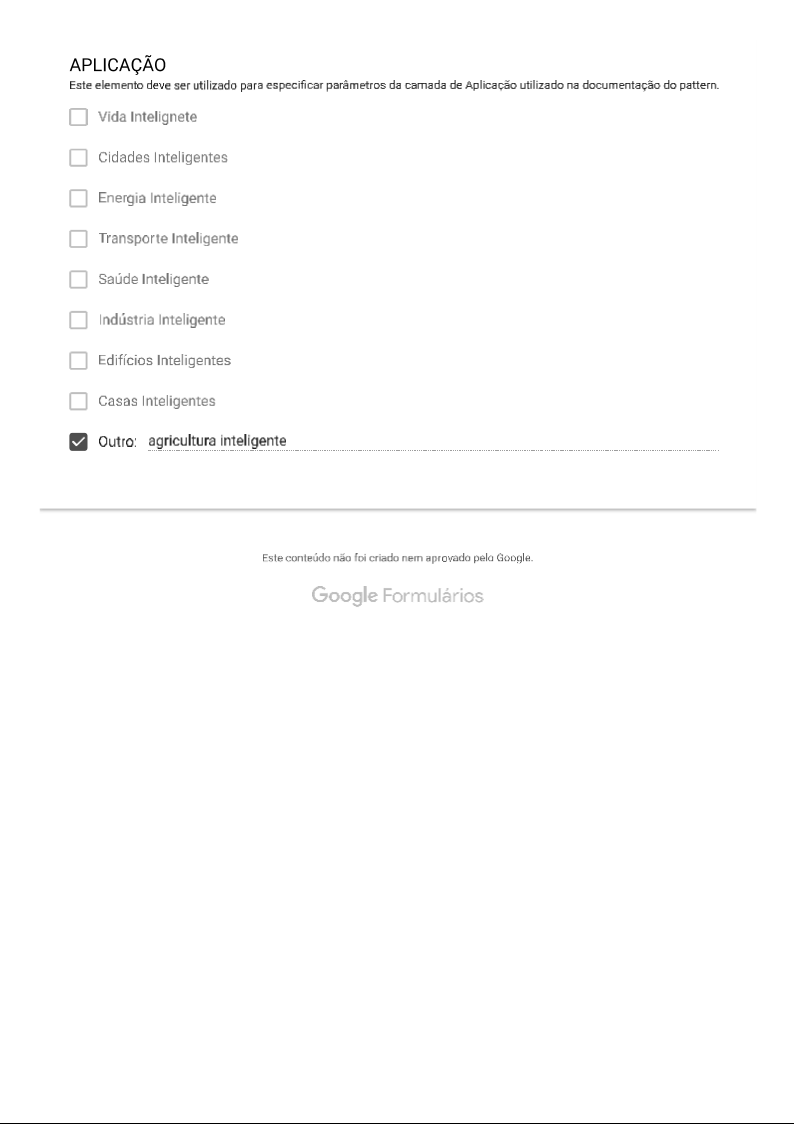 APLICAÇÃO
Este elemento deve ser utilizado para especificar parâmetros da camada de Aplicação utilizado na documentação do pattern.
Vida Intelignete
Cidades Inteligentes
Energia Inteligente
Transporte Inteligente
Saúde Inteligente
Indústria Inteligente
Edifícios Inteligentes
Casas Inteligentes
Outro: agricultura inteligente
Este conteúdo não foi criado nem aprovado pelo Google.
Google Formulários